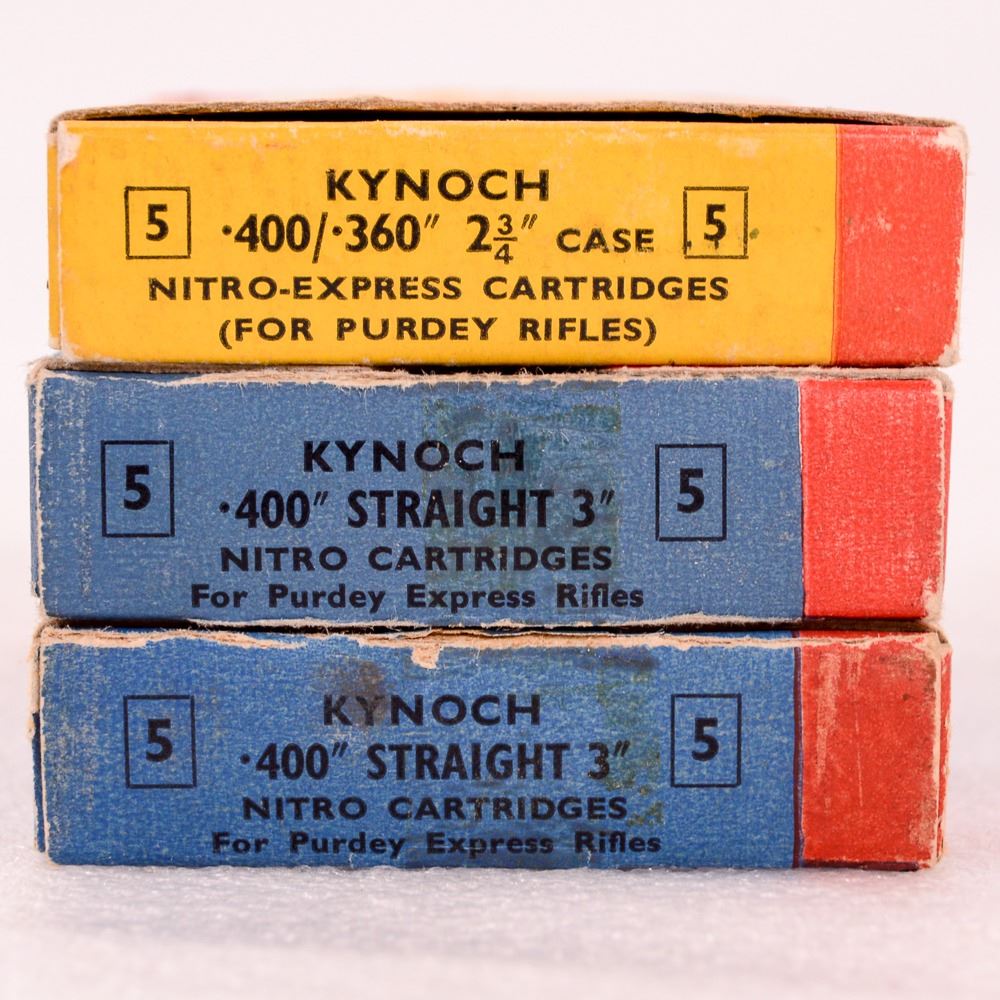 KYNOCH
5 ·400/·360″ 2¾″ CASE 5
NITRO-EXPRESS CARTRIDGES
(FOR PURDEY RIFLES)
KYNOCH
5 ·400″ STRAIGHT 3″ 5
NITRO CARTRIDGES
For Purdey Express Rifles
KYNOCH
5 ·400″ STRAIGHT 3″ 5
NITRO CARTRIDGES
For Purdey Express Rifles